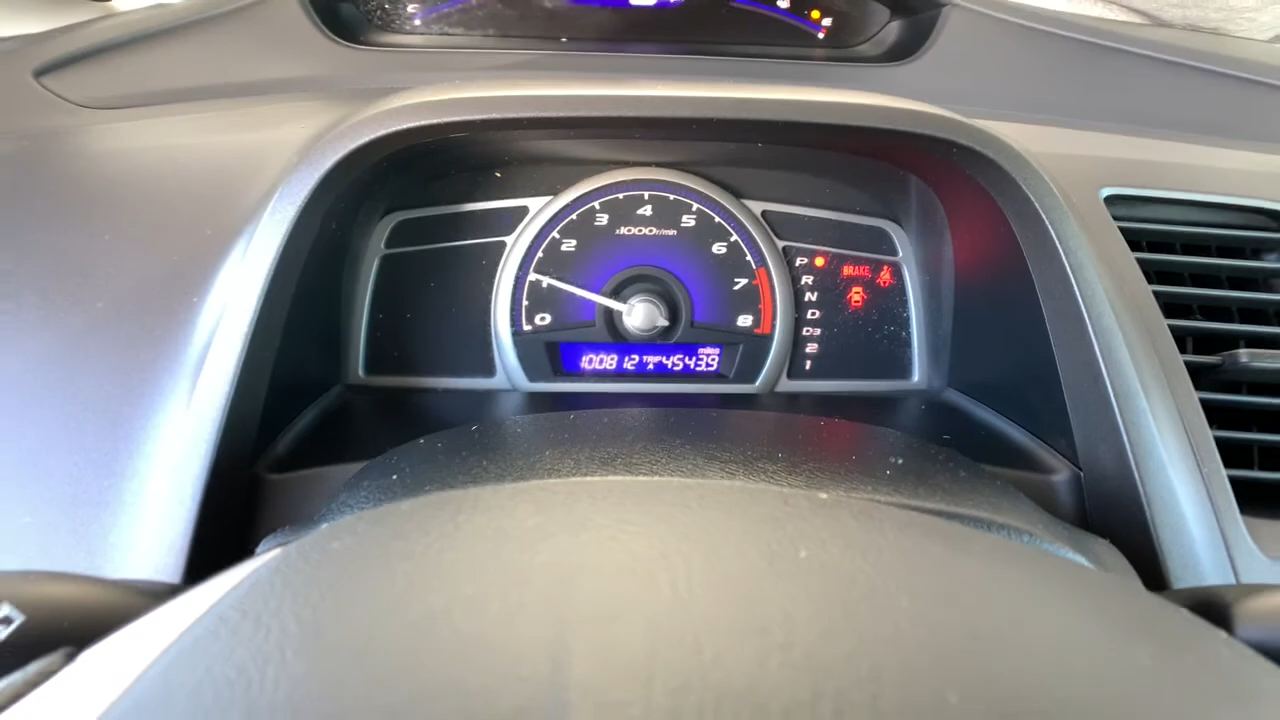 C
E
4
3 5
x1000r/min
2 6
1 7
0 8
miles
100812 TRIP A 4543.9
P
R
N
D
D3
2
1
BRAKE